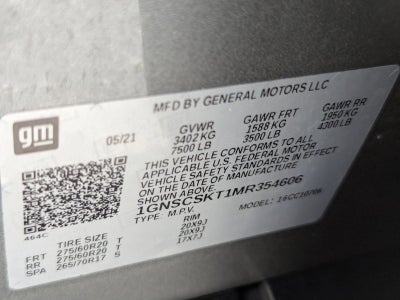 gm
MFD BY GENERAL MOTORS LLC
05/21 GVWR GAWR FRT GAWR RR
3402 KG 1588 KG 1950 KG
7500 LB 3500 LB 4300 LB
THIS VEHICLE CONFORMS TO ALL
APPLICABLE U.S. FEDERAL MOTOR
VEHICLE SAFETY STANDARDS IN EFFECT
ON THE DATE OF MANUFACTURE
SHOWN ABOVE.
1GNSCSKT1MR354606
TYPE: M.P.V. MODEL:
464C
TIRE SIZE RIM
FRT 275/60R20 T 20X9J
RR 275/60R20 T 20X9J
SPA 265/70R17 S 17X7J